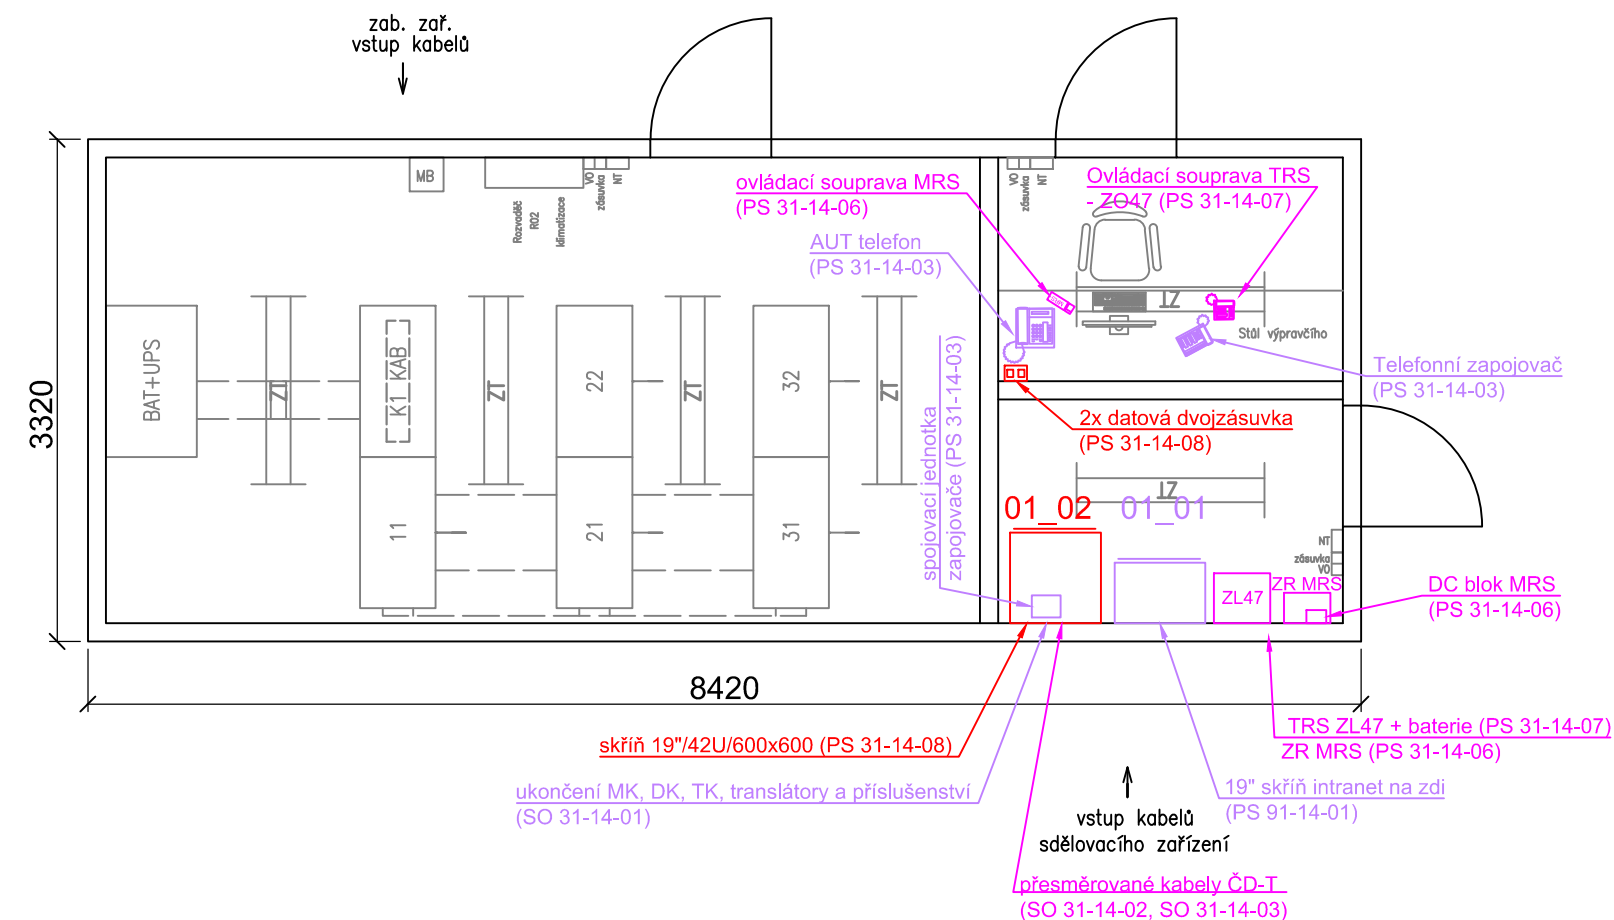 zab. zař.
vstup kabelů
MB
Rozvaděč
R02
klimatizace
VO
zásuvka
NT
ovládací souprava MRS
(PS 31-14-06)
AUT telefon
(PS 31-14-03)
VO
zásuvka
NT
Ovládací souprava TRS
- ZO47 (PS 31-14-07)
ZT
Stůl výpravčího
Telefonní zapojovač
(PS 31-14-03)
2x datová dvojzásuvka
(PS 31-14-08)
3320
BAT+UPS
ZT
K1 KAB
ZT
22
ZT
32
ZT
11
21
31
spojovací jednotka
zapojovače (PS 31-14-03)
ZT
01_02
01_01
NT
zásuvka
VO
ZL47
ZR MRS
DC blok MRS
(PS 31-14-06)
8420
skříň 19"/42U/600x600 (PS 31-14-08)
TRS ZL47 + baterie (PS 31-14-07)
ZR MRS (PS 31-14-06)
ukončení MK, DK, TK, translátory a příslušenství
(SO 31-14-01)
19" skříň intranet na zdi
(PS 91-14-01)
vstup kabelů
sdělovacího zařízení
přesměrované kabely ČD-T
(SO 31-14-02, SO 31-14-03)